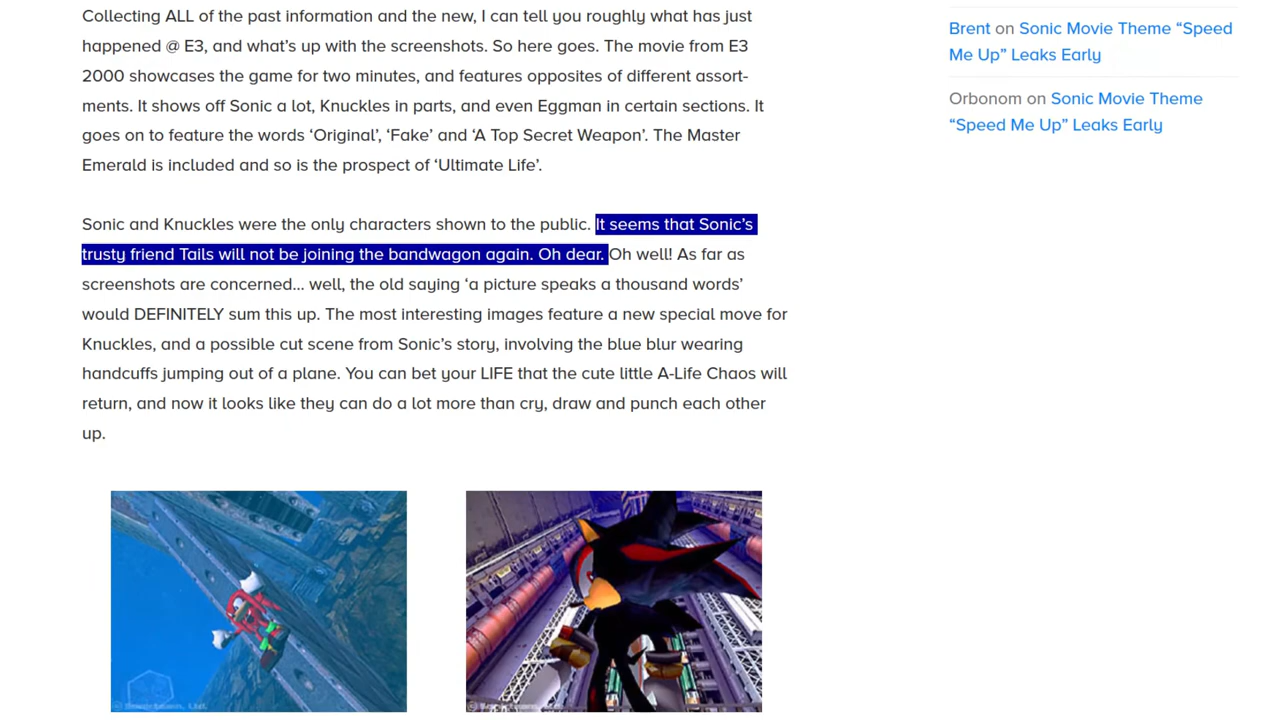 Collecting ALL of the past information and the new, I can tell you roughly what has just
happened @ E3, and what’s up with the screenshots. So here goes. The movie from E3
2000 showcases the game for two minutes, and features opposites of different assort-
ments. It shows off Sonic a lot, Knuckles in parts, and even Eggman in certain sections. It
goes on to feature the words ‘Original’, ‘Fake’ and ‘A Top Secret Weapon’. The Master
Emerald is included and so is the prospect of ‘Ultimate Life’.
Sonic and Knuckles were the only characters shown to the public. It seems that Sonic’s
trusty friend Tails will not be joining the bandwagon again. Oh dear. Oh well! As far as
screenshots are concerned… well, the old saying ‘a picture speaks a thousand words’
would DEFINITELY sum this up. The most interesting images feature a new special move for
Knuckles, and a possible cut scene from Sonic’s story, involving the blue blur wearing
handcuffs jumping out of a plane. You can bet your LIFE that the cute little A-Life Chaos will
return, and now it looks like they can do a lot more than cry, draw and punch each other
up.
Brent on Sonic Movie Theme “Speed
Me Up” Leaks Early
Orbonom on Sonic Movie Theme
“Speed Me Up” Leaks Early